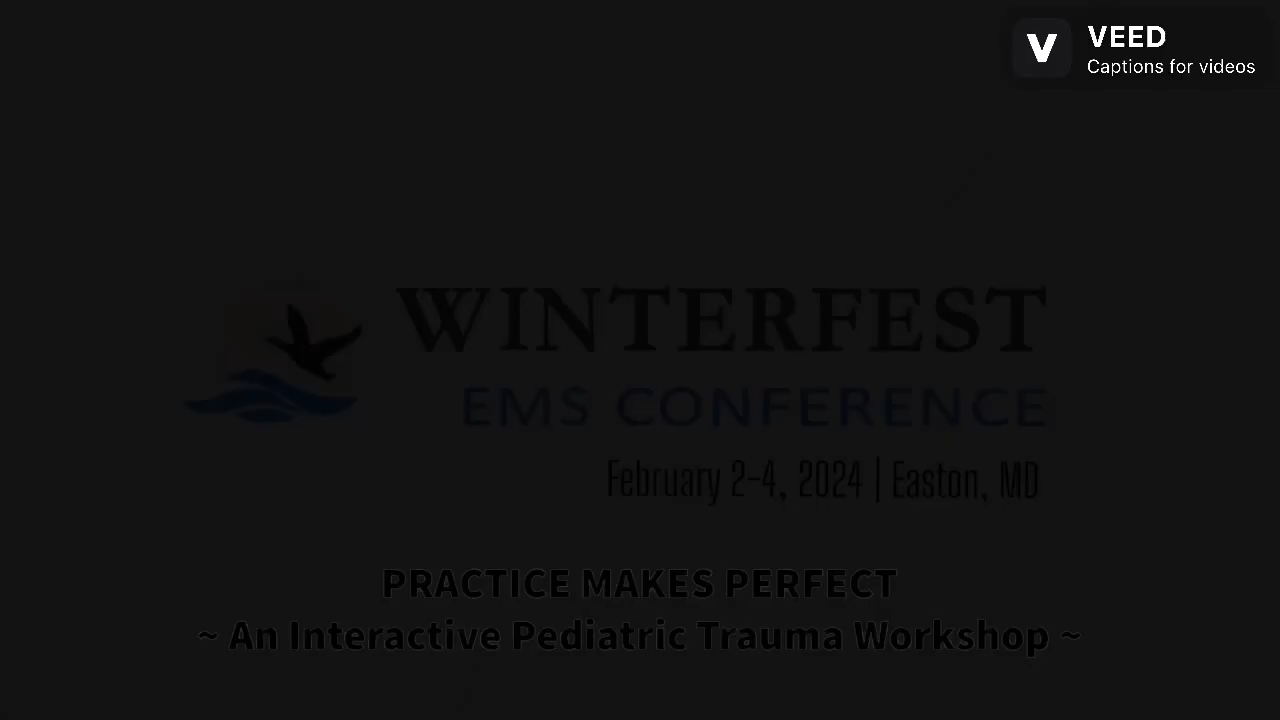 V VEED
Captions for videos
WINTERFEST
EMS CONFERENCE
February 2-4, 2024 | Easton, MD
PRACTICE MAKES PERFECT
~ An Interactive Pediatric Trauma Workshop ~